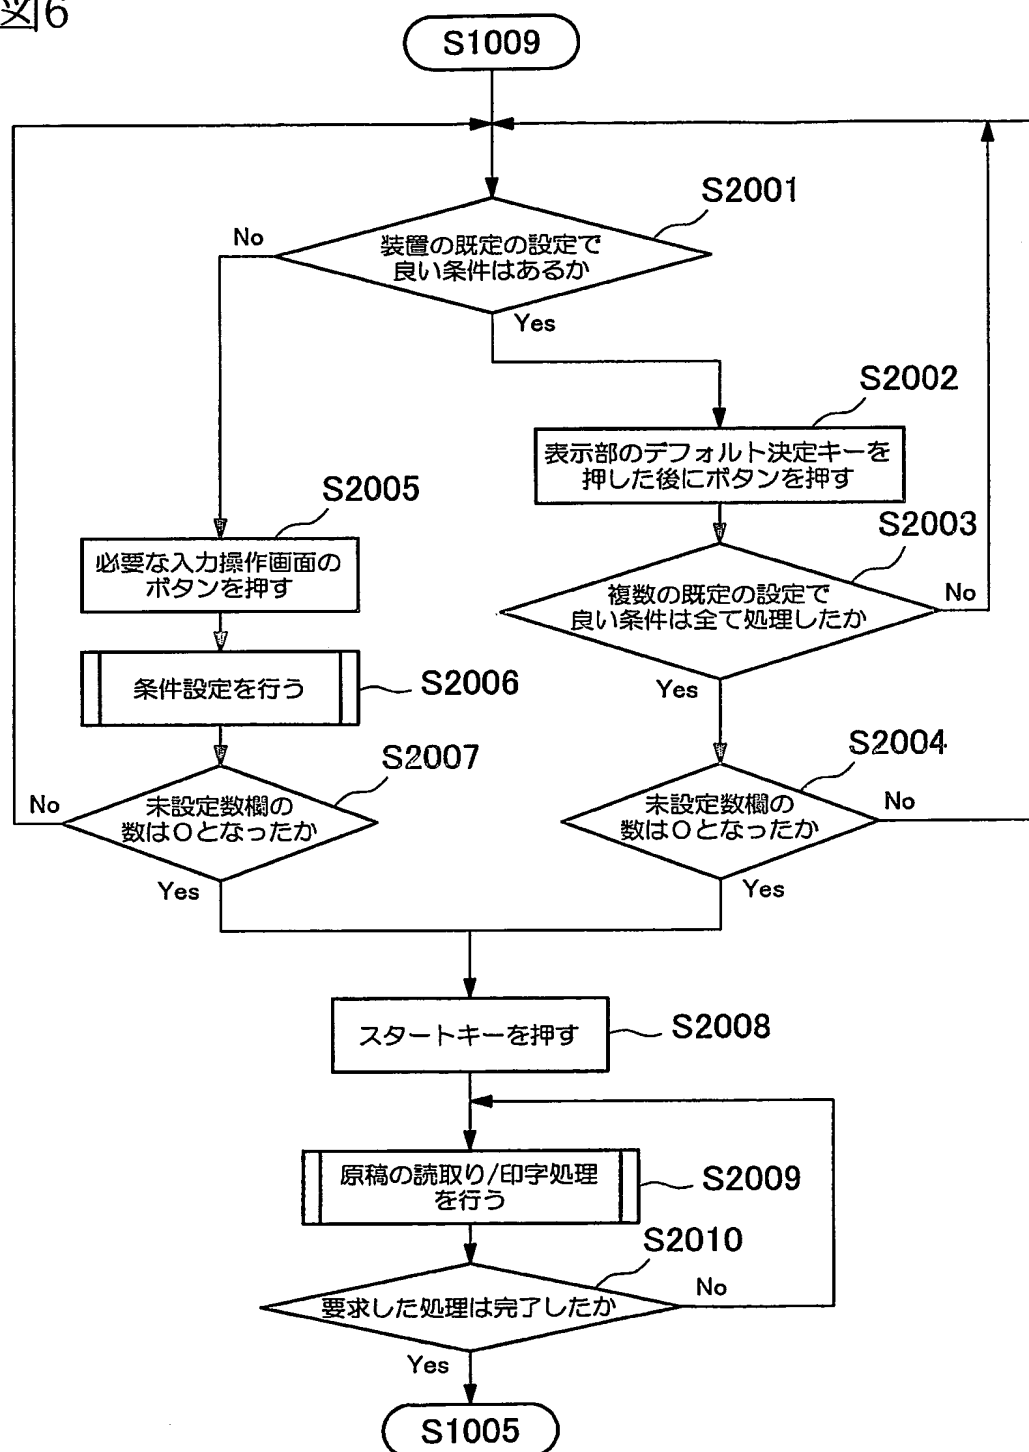 図6
S1009
S2001
No
装置の既定の設定で
良い条件はあるか
Yes
S2002
表示部のデフォルト決定キーを
押した後にボタンを押す
S2005
必要な入力操作画面の
ボタンを押す
S2003
複数の既定の設定で
良い条件は全て処理したか
No
Yes
条件設定を行う
S2006
S2007
No
未設定数欄の
数は0となったか
Yes
S2004
未設定数欄の
数は0となったか
No
Yes
スタートキーを押す
S2008
原稿の読取り/印字処理
を行う
S2009
S2010
要求した処理は完了したか
No
Yes
S1005